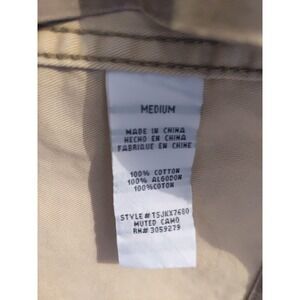 MEDIUM
MADE IN CHINA
HECHO EN CHINA
FABRIQUE EN CHINE
100% COTTON
100% ALGODON
100%COTON
STYLE#TSJKX7680
MUTED CAMO
RN# 3059279